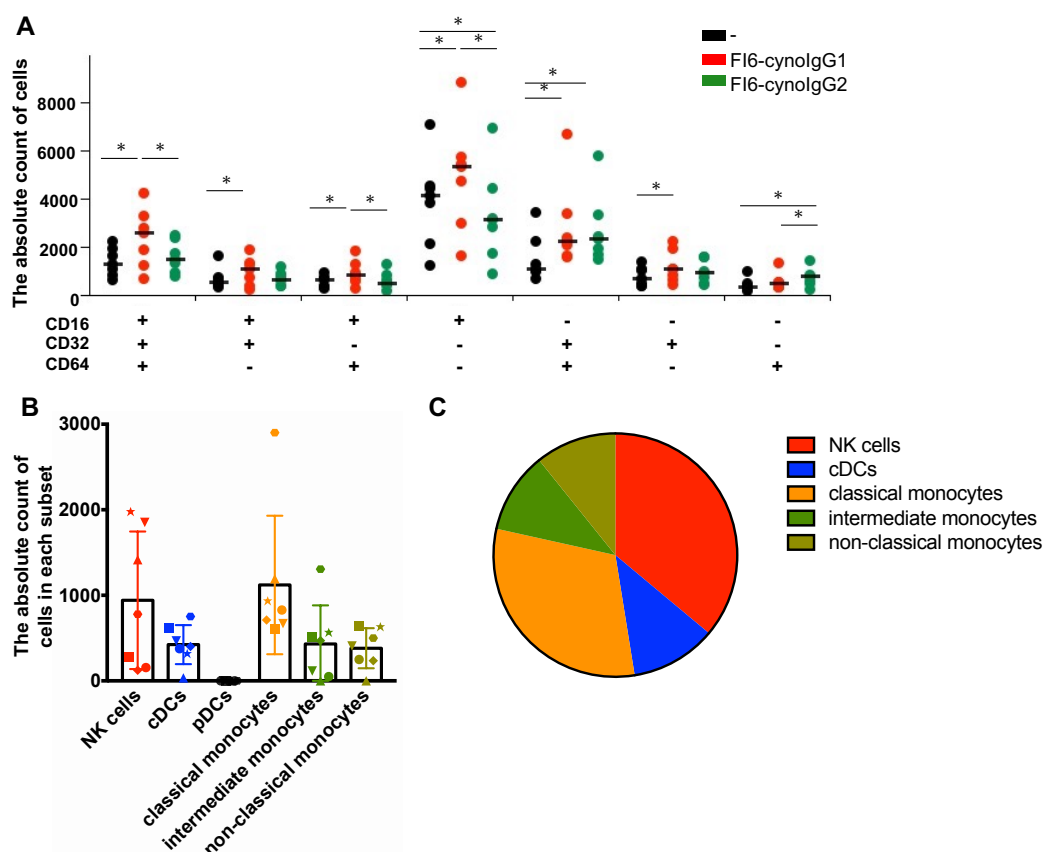 A
-
FI6-cynoIgG1
FI6-cynoIgG2
The absolute count of cells
8000
6000
4000
2000
0
* * * * * * * * * * * * *
CD16 + + + + - - -
CD32 + + - - + + -
CD64 + - + - + - +
B
The absolute count of
cells in each subset
3000
2000
1000
0
NK cells
cDCs
pDCs
classical monocytes
intermediate monocytes
non-classical monocytes
C
NK cells
cDCs
classical monocytes
intermediate monocytes
non-classical monocytes